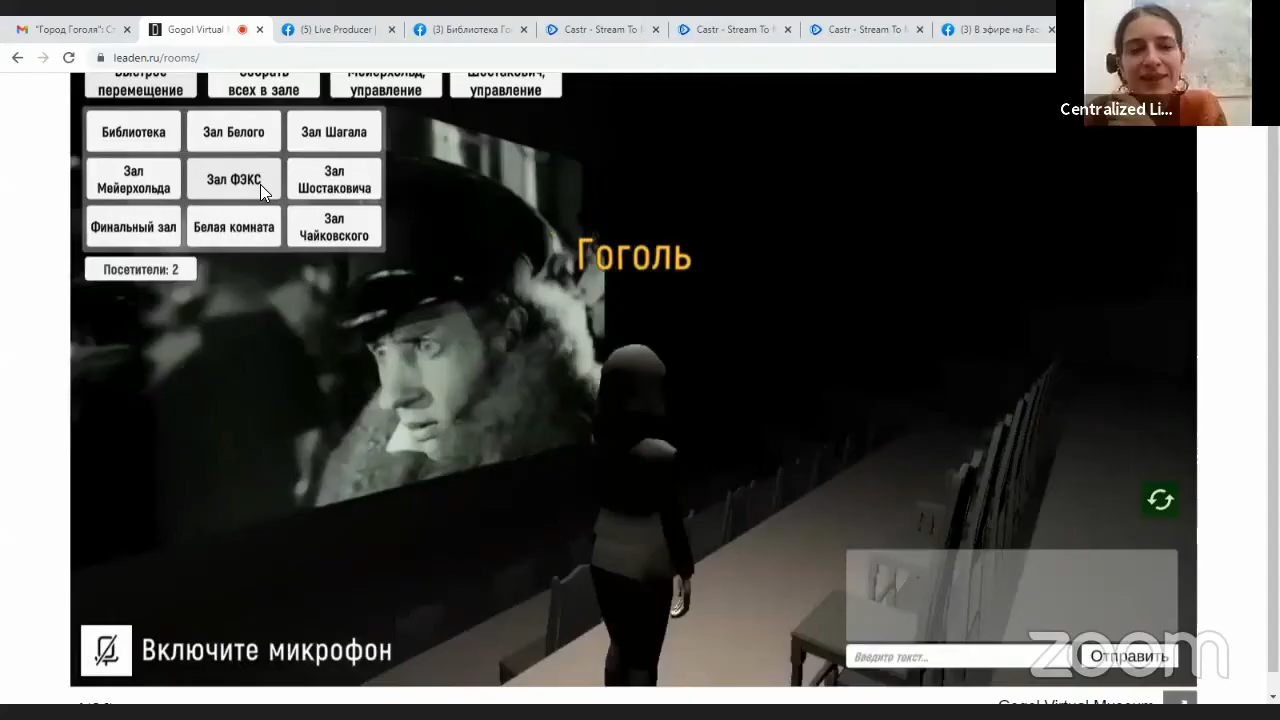 "Город Гоголя": С
Gogol Virtual M
(5) Live Producer |
(3) Библиотека Го
Castr - Stream To
Castr - Stream To
Castr - Stream To
(3) В эфире на Fac
leaden.ru/rooms/
Centralized Li...
Быстрое перемещение
Собрать всех в зале
Мейерхольд, управление
Шостакович, управление
Библиотека
Зал Белого
Зал Шагала
Зал Мейерхольда
Зал ФЭКС
Зал Шостаковича
Финальный зал
Белая комната
Зал Чайковского
Посетители: 2
Гоголь
Включите микрофон
Введите текст...
Отправить
zoom
Gogol Virtual Museum